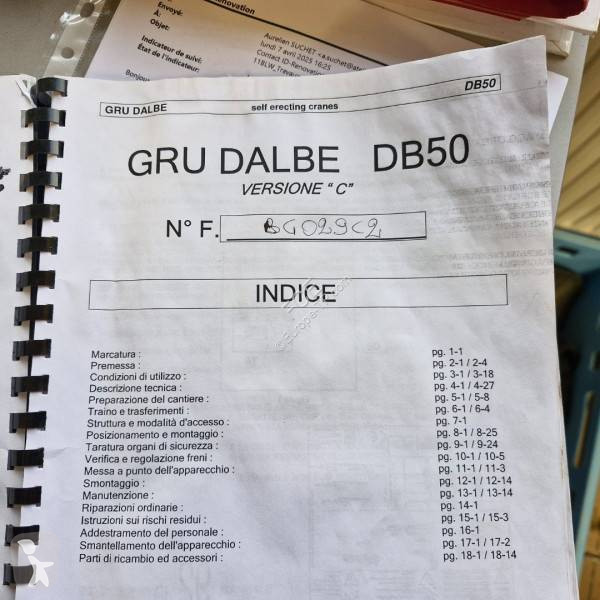 Envoyé:
À:
Objet:
Indicateur de suivi:
État de l'indicateur:
Aurelian SUCHET
lundi 7 avril 2025 16:25
Contact ID-Renovation
Bonjou
GRU DALBE self erecting cranes DB50
GRU DALBE DB50
VERSIONE " C"
N° F. BG029C2
INDICE
Marcatura : pg. 1-1
Premessa : pg. 2-1 / 2-4
Condizioni di utilizzo : pg. 3-1 / 3-18
Descrizione tecnica : pg. 4-1 / 4-27
Preparazione del cantiere : pg. 5-1 / 5-8
Traino e trasferimenti : pg. 6-1 / 6-4
Struttura e modalità d'accesso : pg. 7-1
Posizionamento e montaggio : pg. 8-1 / 8-25
Taratura organi di sicurezza : pg. 9-1 / 9-24
Verifica e regolazione freni : pg. 10-1 / 10-5
Messa a punto dell'apparecchio : pg. 11-1 / 11-3
Smontaggio : pg. 12-1 / 12-14
Manutenzione : pg. 13-1 / 13-14
Riparazioni ordinarie : pg. 14-1
Istruzioni sui rischi residui : pg. 15-1 / 15-3
Addestramento del personale : pg. 16-1
Smantellamento dell'apparecchio : pg. 17-1 / 17-2
Parti di ricambio ed accessori : pg. 18-1 / 18-14